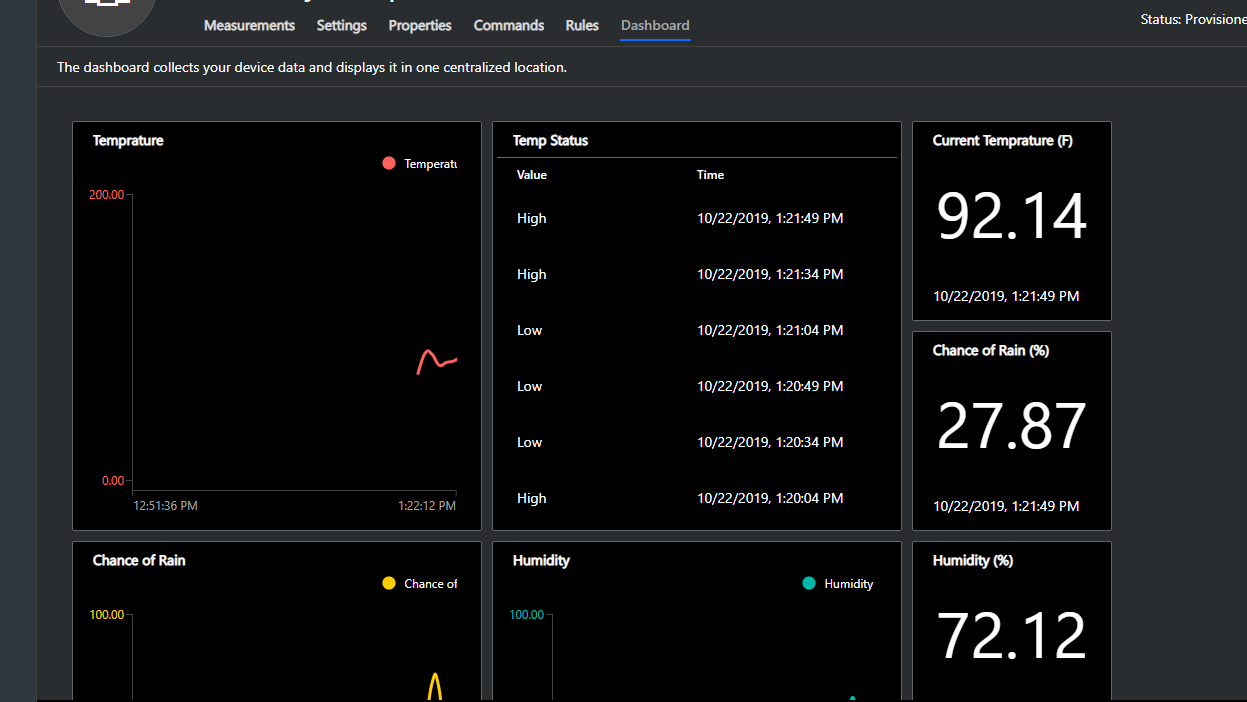 Measurements Settings Properties Commands Rules Dashboard
The dashboard collects your device data and displays it in one centralized location.
Temprature
200.00
0.00
12:51:36 PM 1:22:12 PM
Temp Status
Value Time
High 10/22/2019, 1:21:49 PM
High 10/22/2019, 1:21:34 PM
Low 10/22/2019, 1:21:04 PM
Low 10/22/2019, 1:20:49 PM
Low 10/22/2019, 1:20:34 PM
High 10/22/2019, 1:20:04 PM
Current Temprature (F)
92.14
10/22/2019, 1:21:49 PM
Chance of Rain (%)
27.87
10/22/2019, 1:21:49 PM
Chance of Rain
Chance of
100.00
Humidity
Humidity
100.00
Humidity (%)
72.12
Status: